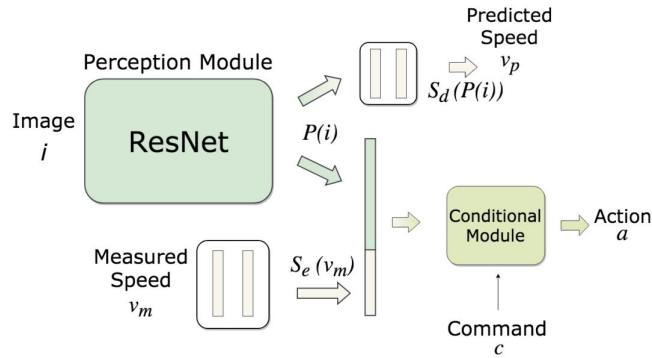 Perception Module
Image
i
ResNet
P(i)
Predicted
Speed
v_p
S_d(P(i))
Measured
Speed
v_m
S_e(v_m)
Conditional
Module
Action
a
Command
c